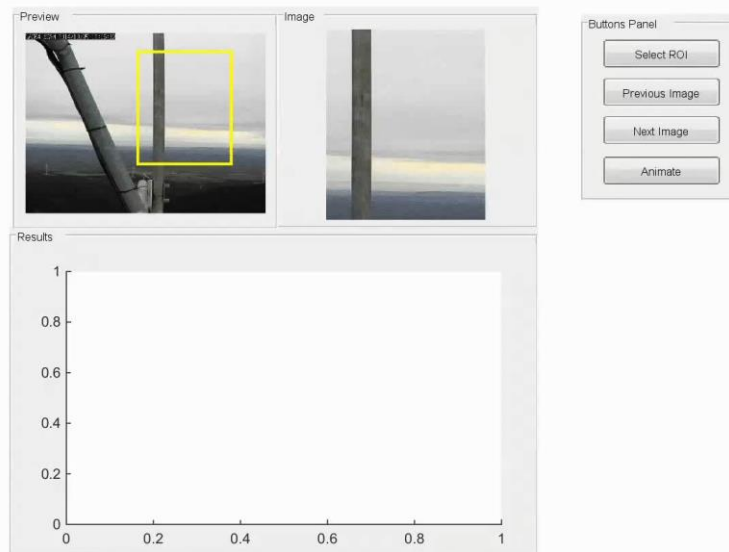 Preview
Image
Buttons Panel
Select ROI
Previous Image
Next Image
Animate
Results
1
0.8
0.6
0.4
0.2
0
0
0.2
0.4
0.6
0.8
1